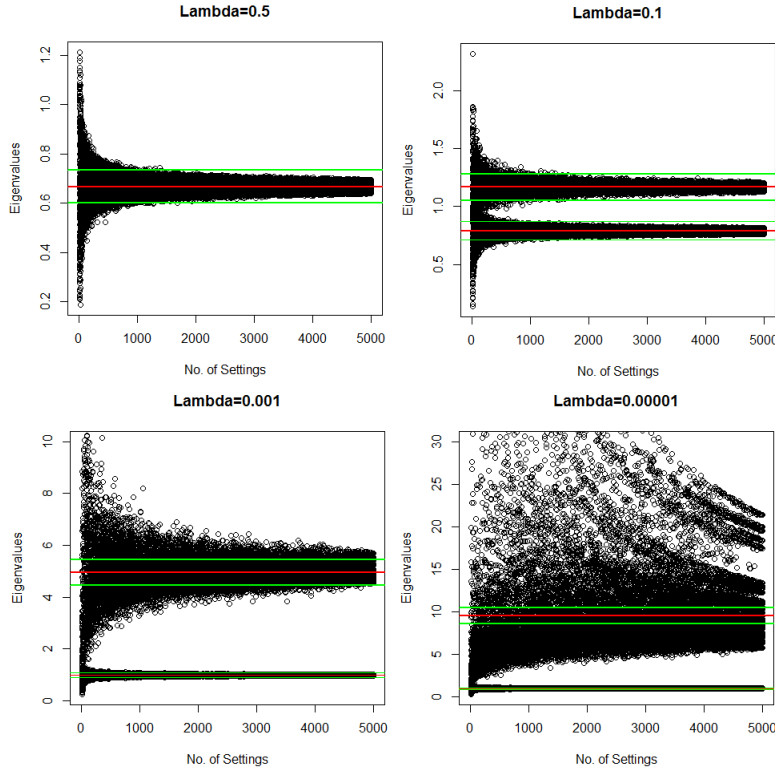 Lambda=0.5
Eigenvalues
1.2
1.0
0.8
0.6
0.4
0.2
0 1000 2000 3000 4000 5000
No. of Settings
Lambda=0.1
Eigenvalues
2.0
1.5
1.0
0.5
0 1000 2000 3000 4000 5000
No. of Settings
Lambda=0.001
Eigenvalues
10
8
6
4
2
0
0 1000 2000 3000 4000 5000
No. of Settings
Lambda=0.00001
Eigenvalues
30
25
20
15
10
5
0
0 1000 2000 3000 4000 5000
No. of Settings